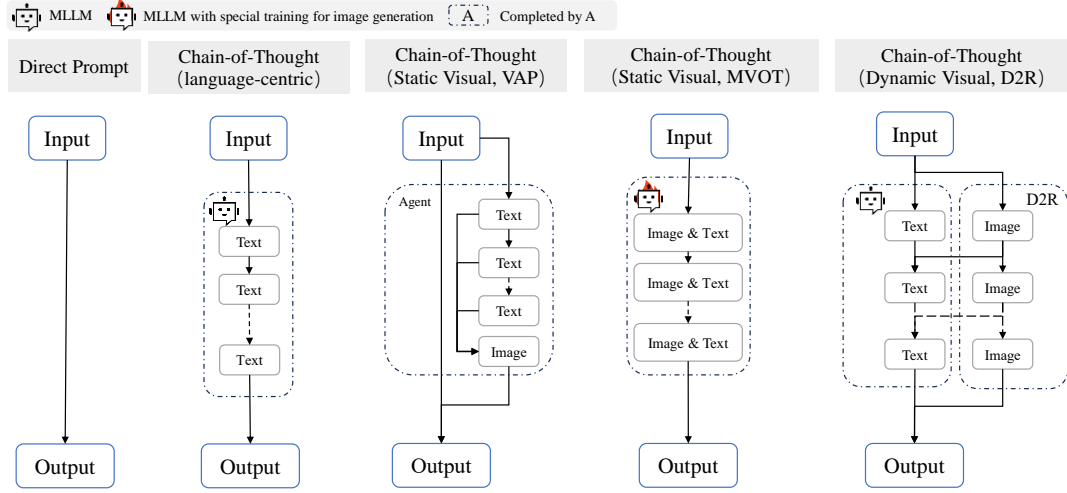 MLLM
MLLM with special training for image generation
A
Completed by A
Direct Prompt
Chain-of-Thought
(language-centric)
Chain-of-Thought
(Static Visual, VAP)
Chain-of-Thought
(Static Visual, MVOT)
Chain-of-Thought
(Dynamic Visual, D2R)
Input
Output
Input
Text
Text
Text
Output
Input
Agent
Text
Text
Text
Image
Output
Input
Image & Text
Image & Text
Image & Text
Output
Input
D2R
Text
Image
Text
Image
Text
Image
Output